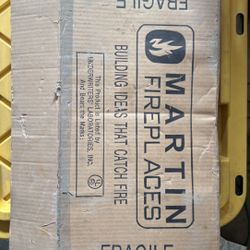 FRAGILE
MARTIN
FIREPLACES
BUILDING IDEAS THAT CATCH FIRE
This Product is Listed by
UNDERWRITERS' LABORATORIES, INC.
And Bears the Mark:
UL
FRAGILE